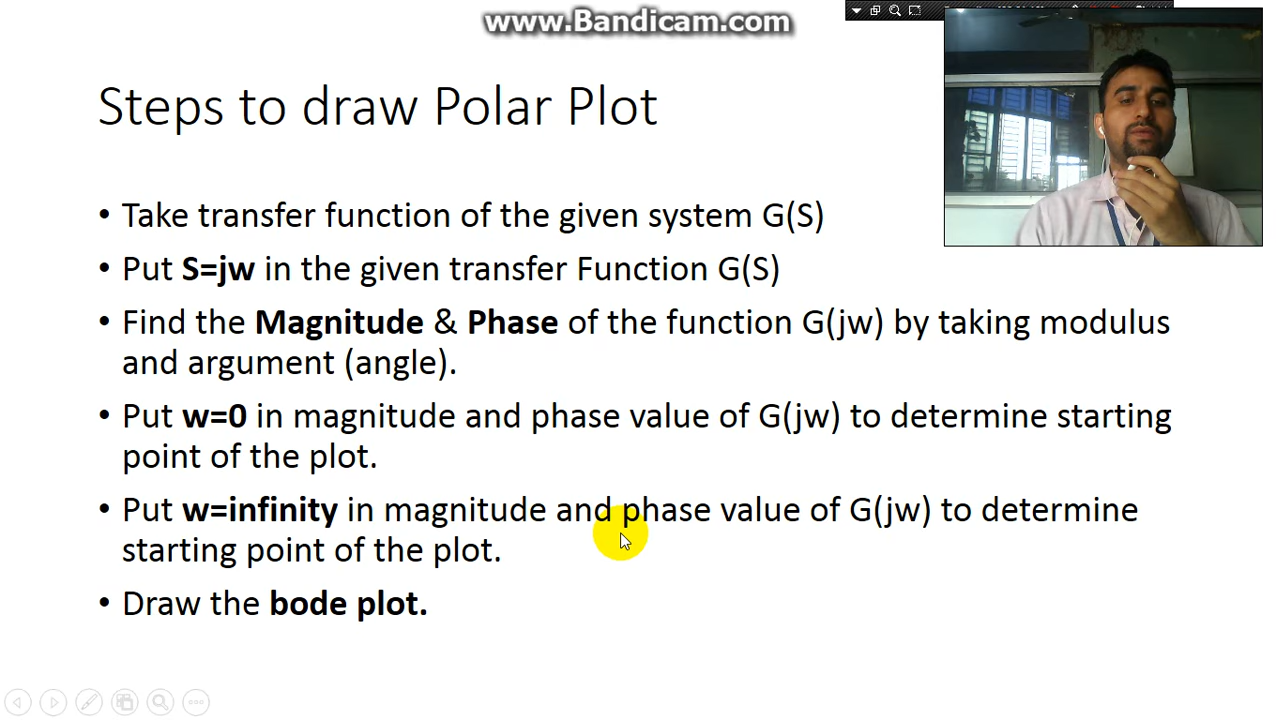 www.Bandicam.com
Steps to draw Polar Plot
• Take transfer function of the given system G(S)
• Put S=jw in the given transfer Function G(S)
• Find the Magnitude & Phase of the function G(jw) by taking modulus
and argument (angle).
• Put w=0 in magnitude and phase value of G(jw) to determine starting
point of the plot.
• Put w=infinity in magnitude and phase value of G(jw) to determine
starting point of the plot.
• Draw the bode plot.